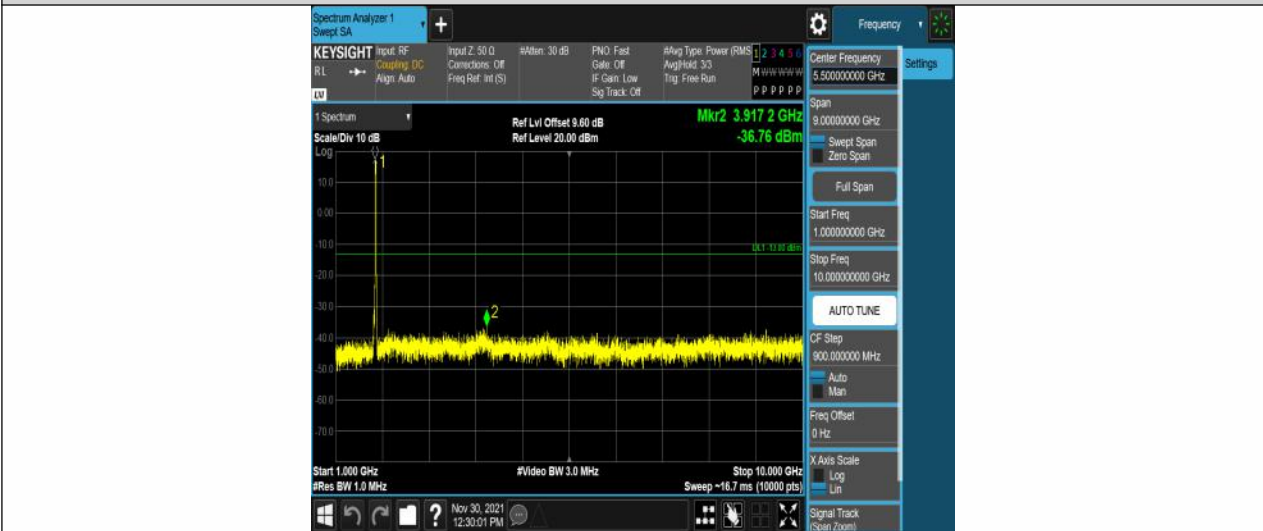 Spectrum Analyzer 1
Swept SA
+
Frequency
KEYSIGHT
RL
LV
Input: RF
Coupling: DC
Align: Auto
Input Z: 50 Ω
Corrections: Off
Freq Ref: Int (S)
#Atten: 30 dB
PNO: Fast
Gate: Off
IF Gain: Low
Sig Track: Off
#Avg Type: Power (RMS
Avg|Hold: 3/3
Trig: Free Run
1 2 3 4 5 6
M W W W W W
P P P P P P
Center Frequency
5.500000000 GHz
Settings
Span
9.00000000 GHz
Swept Span
Zero Span
Full Span
Start Freq
1.000000000 GHz
Stop Freq
10.000000000 GHz
AUTO TUNE
CF Step
900.000000 MHz
Auto
Man
Freq Offset
0 Hz
X Axis Scale
Log
Lin
Signal Track
(Span Zoom)
1 Spectrum
Scale/Div 10 dB
Ref Lvl Offset 9.60 dB
Ref Level 20.00 dBm
Mkr2 3.917 2 GHz
-36.76 dBm
Log
1
10.0
0.00
-10.0
DL1 -13.00 dBm
-20.0
-30.0
2
-40.0
-50.0
-60.0
-70.0
Start 1.000 GHz
#Video BW 3.0 MHz
Stop 10.000 GHz
#Res BW 1.0 MHz
Sweep ~16.7 ms (10000 pts)
?
Nov 30, 2021
12:30:01 PM